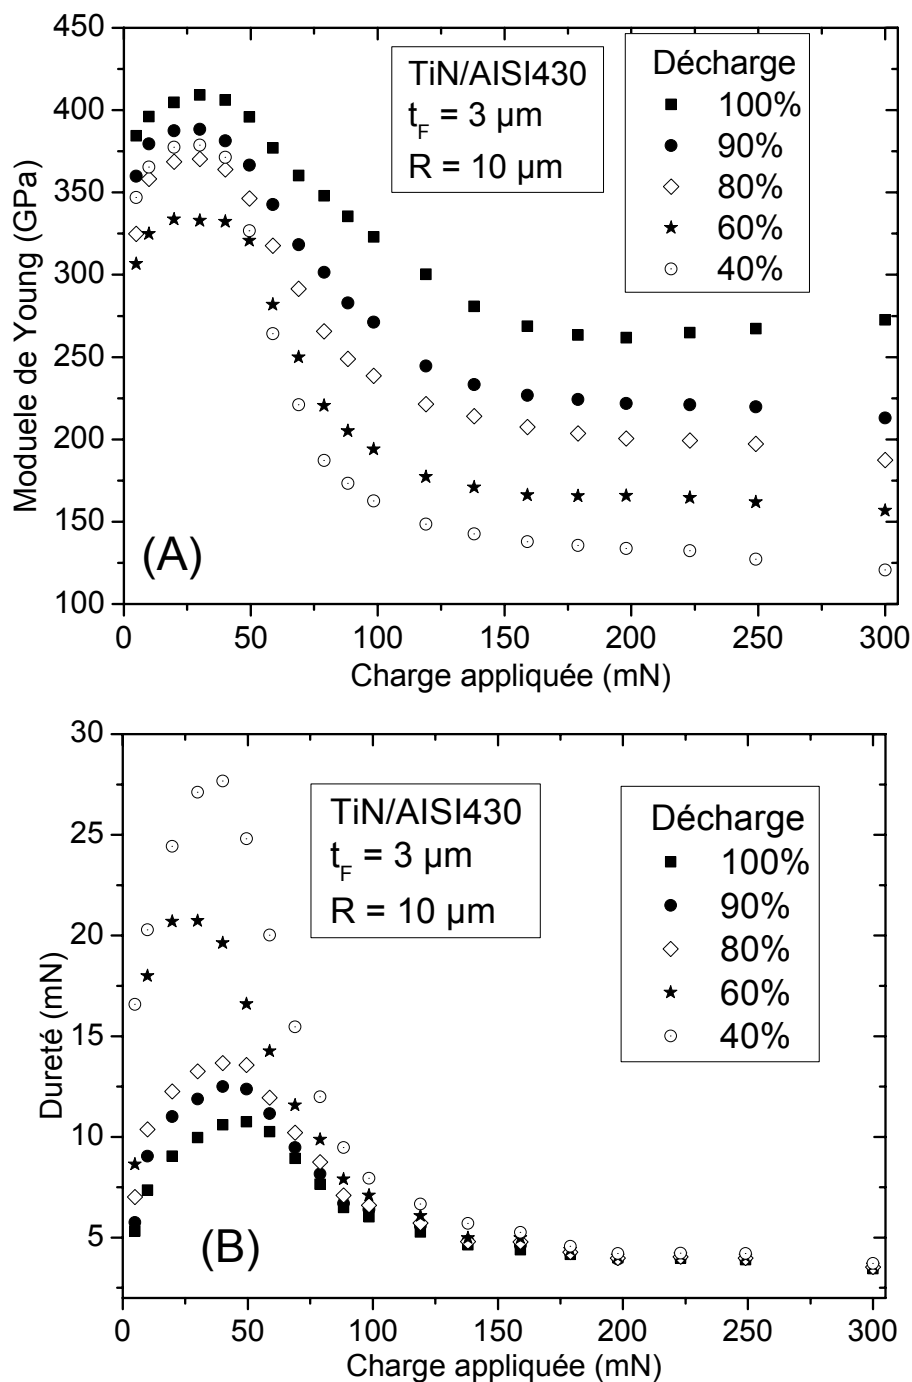 450
400
350
300
250
200
150
100
Moduele de Young (GPa)
TiN/AISI430
t_F = 3 µm
R = 10 µm
Décharge
100%
90%
80%
60%
40%
(A)
0 50 100 150 200 250 300
Charge appliquée (mN)
30
25
20
15
10
5
Dureté (mN)
TiN/AISI430
t_F = 3 µm
R = 10 µm
Décharge
100%
90%
80%
60%
40%
(B)
0 50 100 150 200 250 300
Charge appliquée (mN)